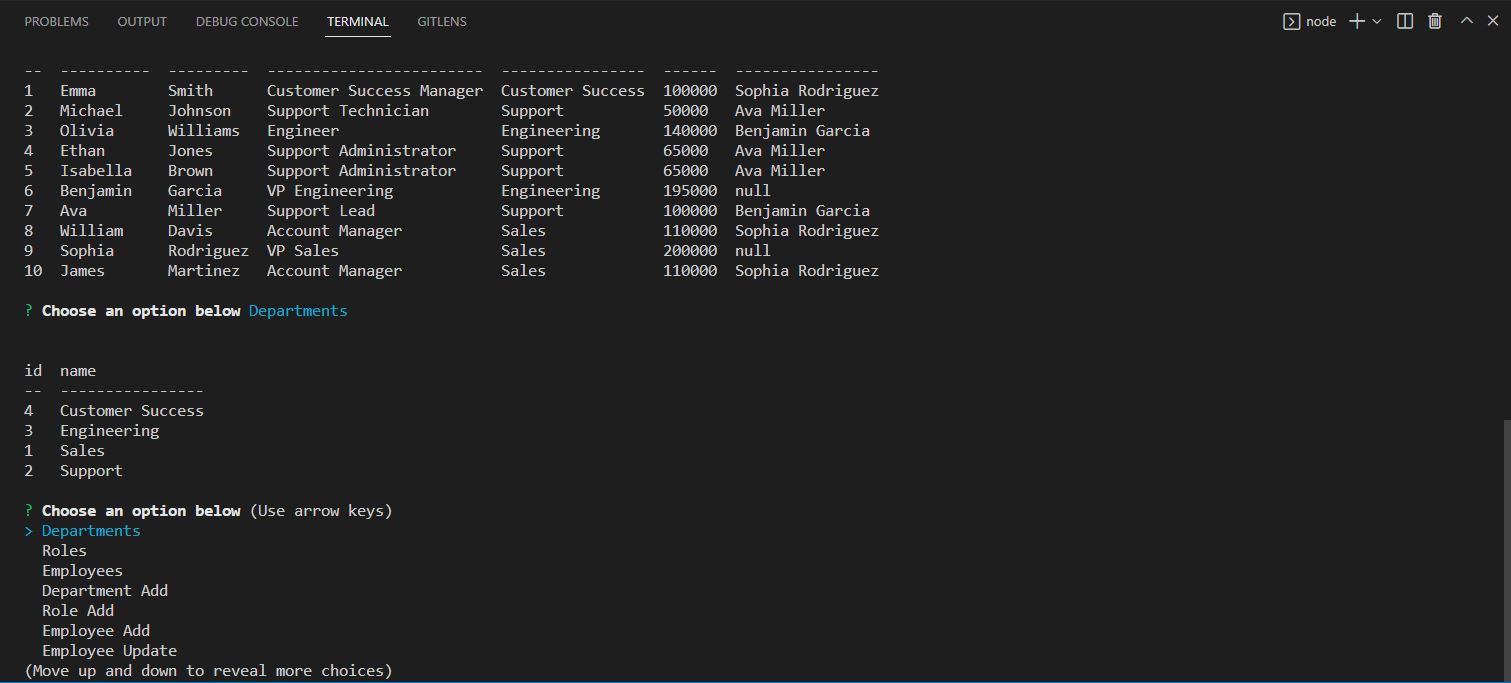 PROBLEMS OUTPUT DEBUG CONSOLE TERMINAL GITLENS node
-- ---------- --------- ------------------------ ---------------- ------ ----------------
1 Emma Smith Customer Success Manager Customer Success 100000 Sophia Rodriguez
2 Michael Johnson Support Technician Support 50000 Ava Miller
3 Olivia Williams Engineer Engineering 140000 Benjamin Garcia
4 Ethan Jones Support Administrator Support 65000 Ava Miller
5 Isabella Brown Support Administrator Support 65000 Ava Miller
6 Benjamin Garcia VP Engineering Engineering 195000 null
7 Ava Miller Support Lead Support 100000 Benjamin Garcia
8 William Davis Account Manager Sales 110000 Sophia Rodriguez
9 Sophia Rodriguez VP Sales Sales 200000 null
10 James Martinez Account Manager Sales 110000 Sophia Rodriguez
? Choose an option below Departments
id name
-- ----------------
4 Customer Success
3 Engineering
1 Sales
2 Support
? Choose an option below (Use arrow keys)
> Departments
Roles
Employees
Department Add
Role Add
Employee Add
Employee Update
(Move up and down to reveal more choices)